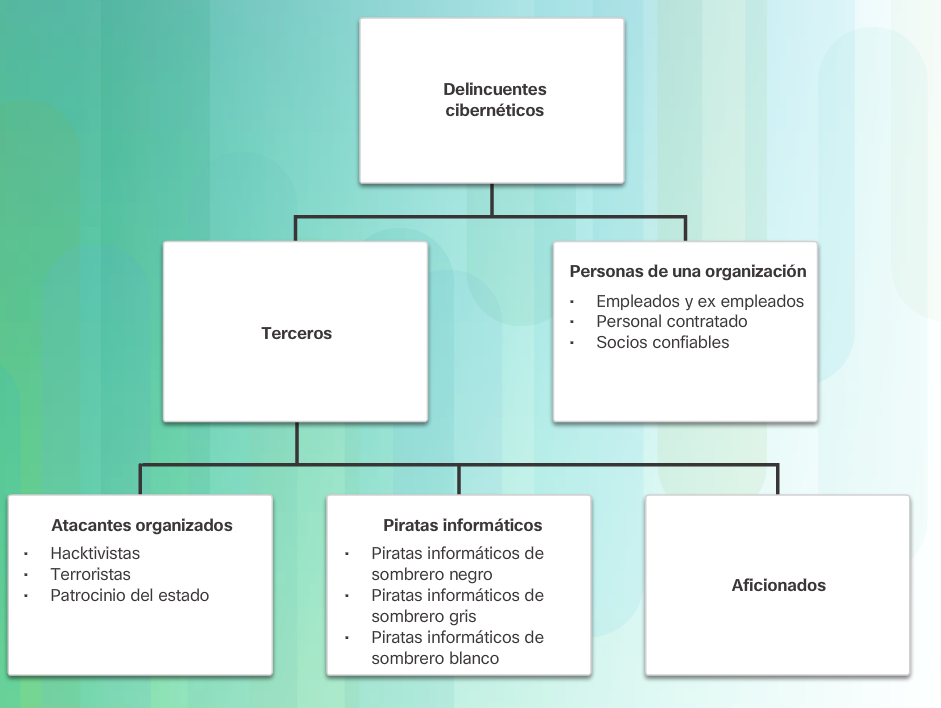 Delincuentes
cibernéticos
Terceros
Personas de una organización
▪ Empleados y ex empleados
▪ Personal contratado
▪ Socios confiables
Atacantes organizados
▪ Hacktivistas
▪ Terroristas
▪ Patrocinio del estado
Piratas informáticos
▪ Piratas informáticos de
sombrero negro
▪ Piratas informáticos de
sombrero gris
▪ Piratas informáticos de
sombrero blanco
Aficionados